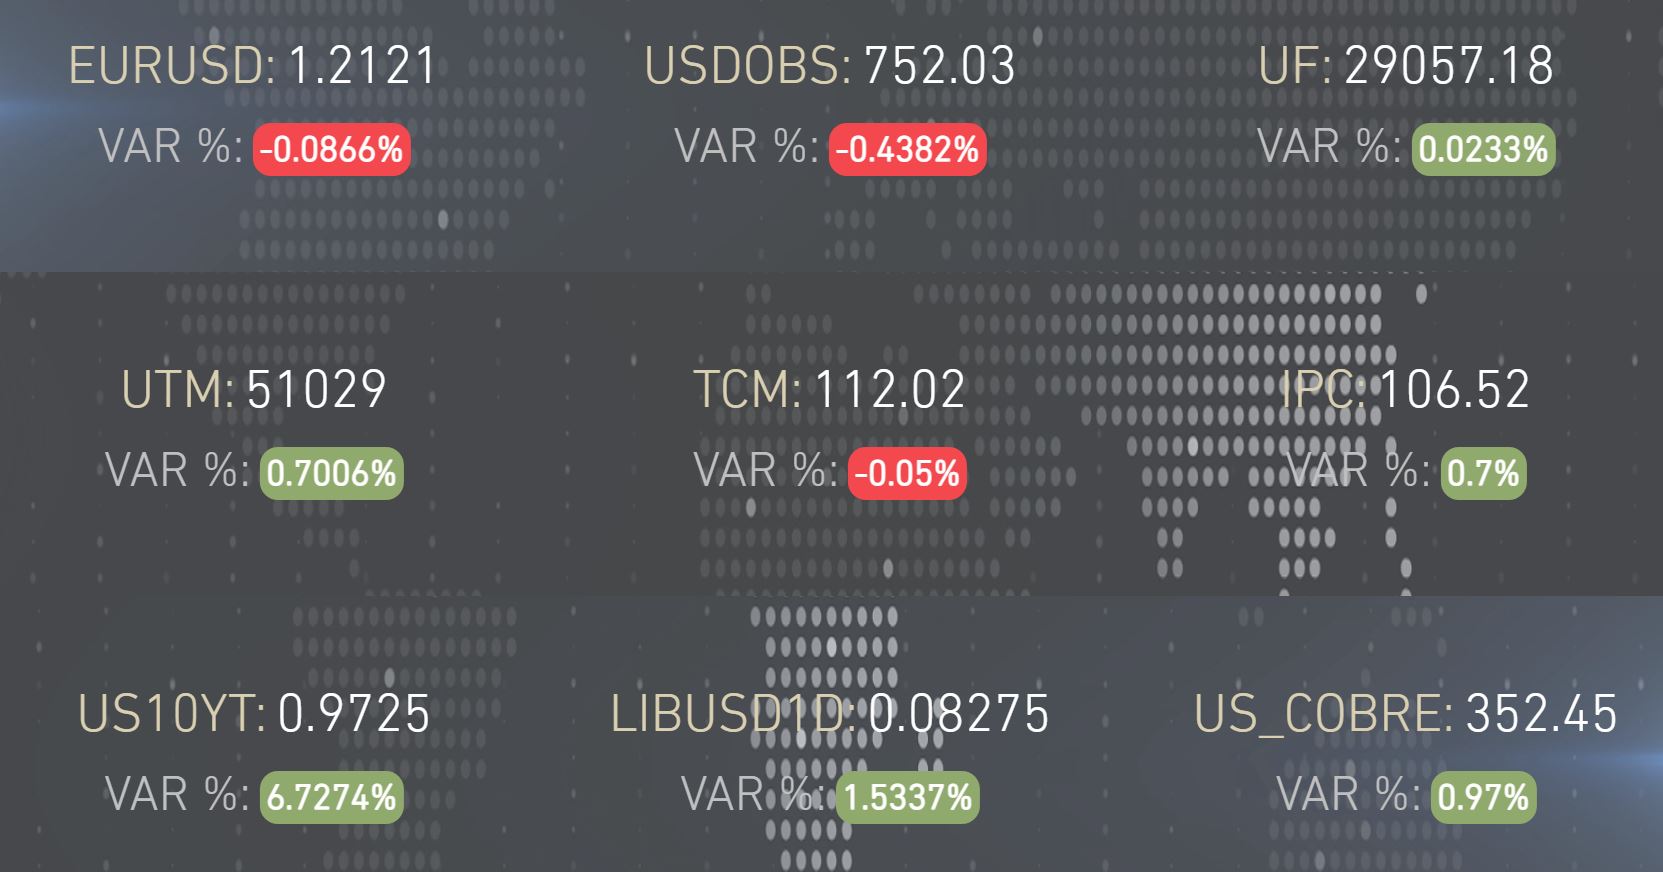 EURUSD: 1.2121 USDOBS: 752.03 UF: 29057.18
VAR %: -0.0866% VAR %: -0.4382% VAR %: 0.0233%
UTM: 51029 TCM: 112.02 IPC: 106.52
VAR %: 0.7006% VAR %: -0.05% VAR %: 0.7%
US10YT: 0.9725 LIBUSD1D: 0.08275 US_COBRE: 352.45
VAR %: 6.7274% VAR %: 1.5337% VAR %: 0.97%